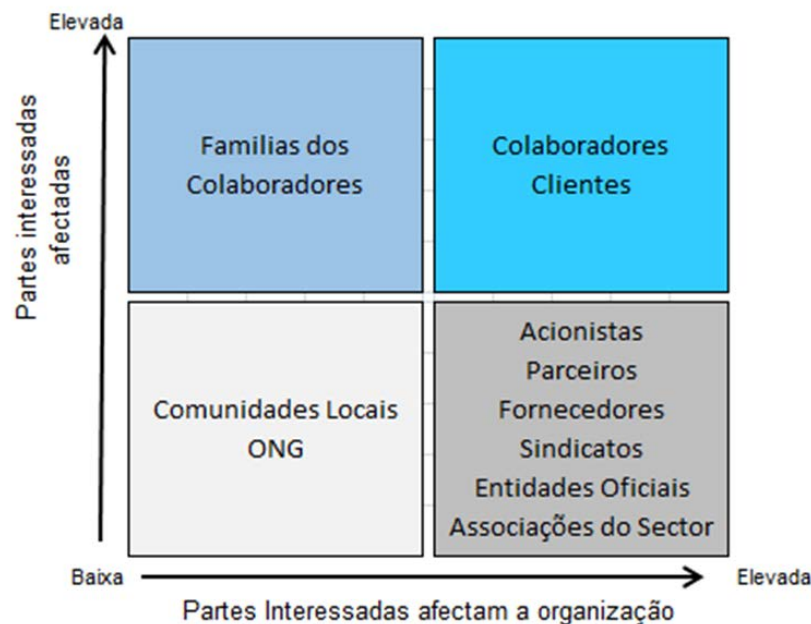 Elevada
Partes interessadas
afectadas
Familias dos
Colaboradores
Colaboradores
Clientes
Comunidades Locais
ONG
Acionistas
Parceiros
Fornecedores
Sindicatos
Entidades Oficiais
Associações do Sector
Baixa
Elevada
Partes Interessadas afectam a organização